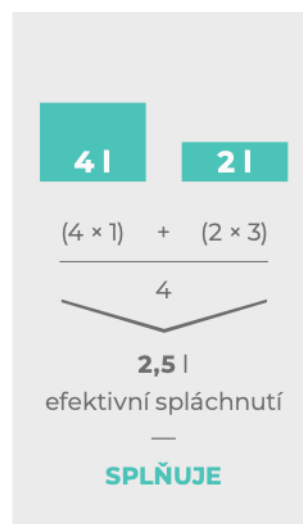 4 l 2 l
(4 × 1) + (2 × 3)
4
2,5 l
efektivní spláchnutí
—
SPLŇUJE